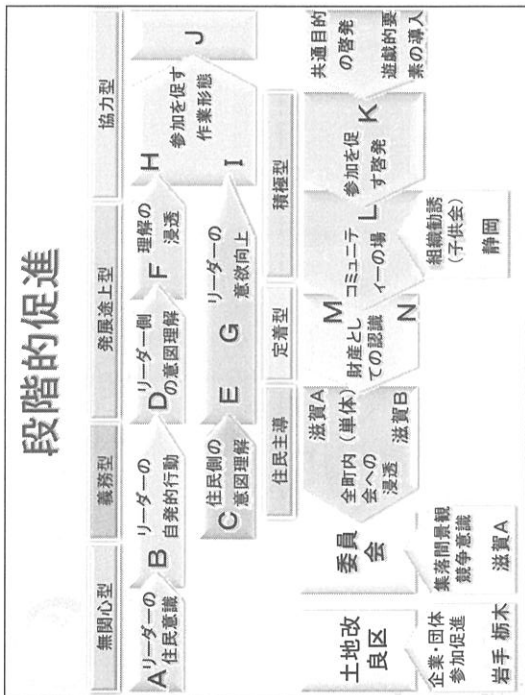 段階的促進
無関心型
義務型
発展途上型
協力型
A
リーダーの
住民意識
B
リーダーの
自発的行動
D
リーダー側
の意図理解
F
理解の
浸透
H
参加を促す
作業形態
I
J
C
住民側の
意図理解
E
G
リーダーの
意欲向上
住民主導
定着型
積極型
土地改
良区
企業・団体
参加促進
岩手 栃木
委員
会
集落間景観
競争意識
滋賀A
滋賀A
(単体)
全町内
会への
浸透
滋賀B
M
財産とし
ての認識
N
L
コミュニテ
ィーの場
組織勧誘
(子供会)
静岡
K
参加を促
す啓発
共通目的
の啓発
遊戯的要
素の導入